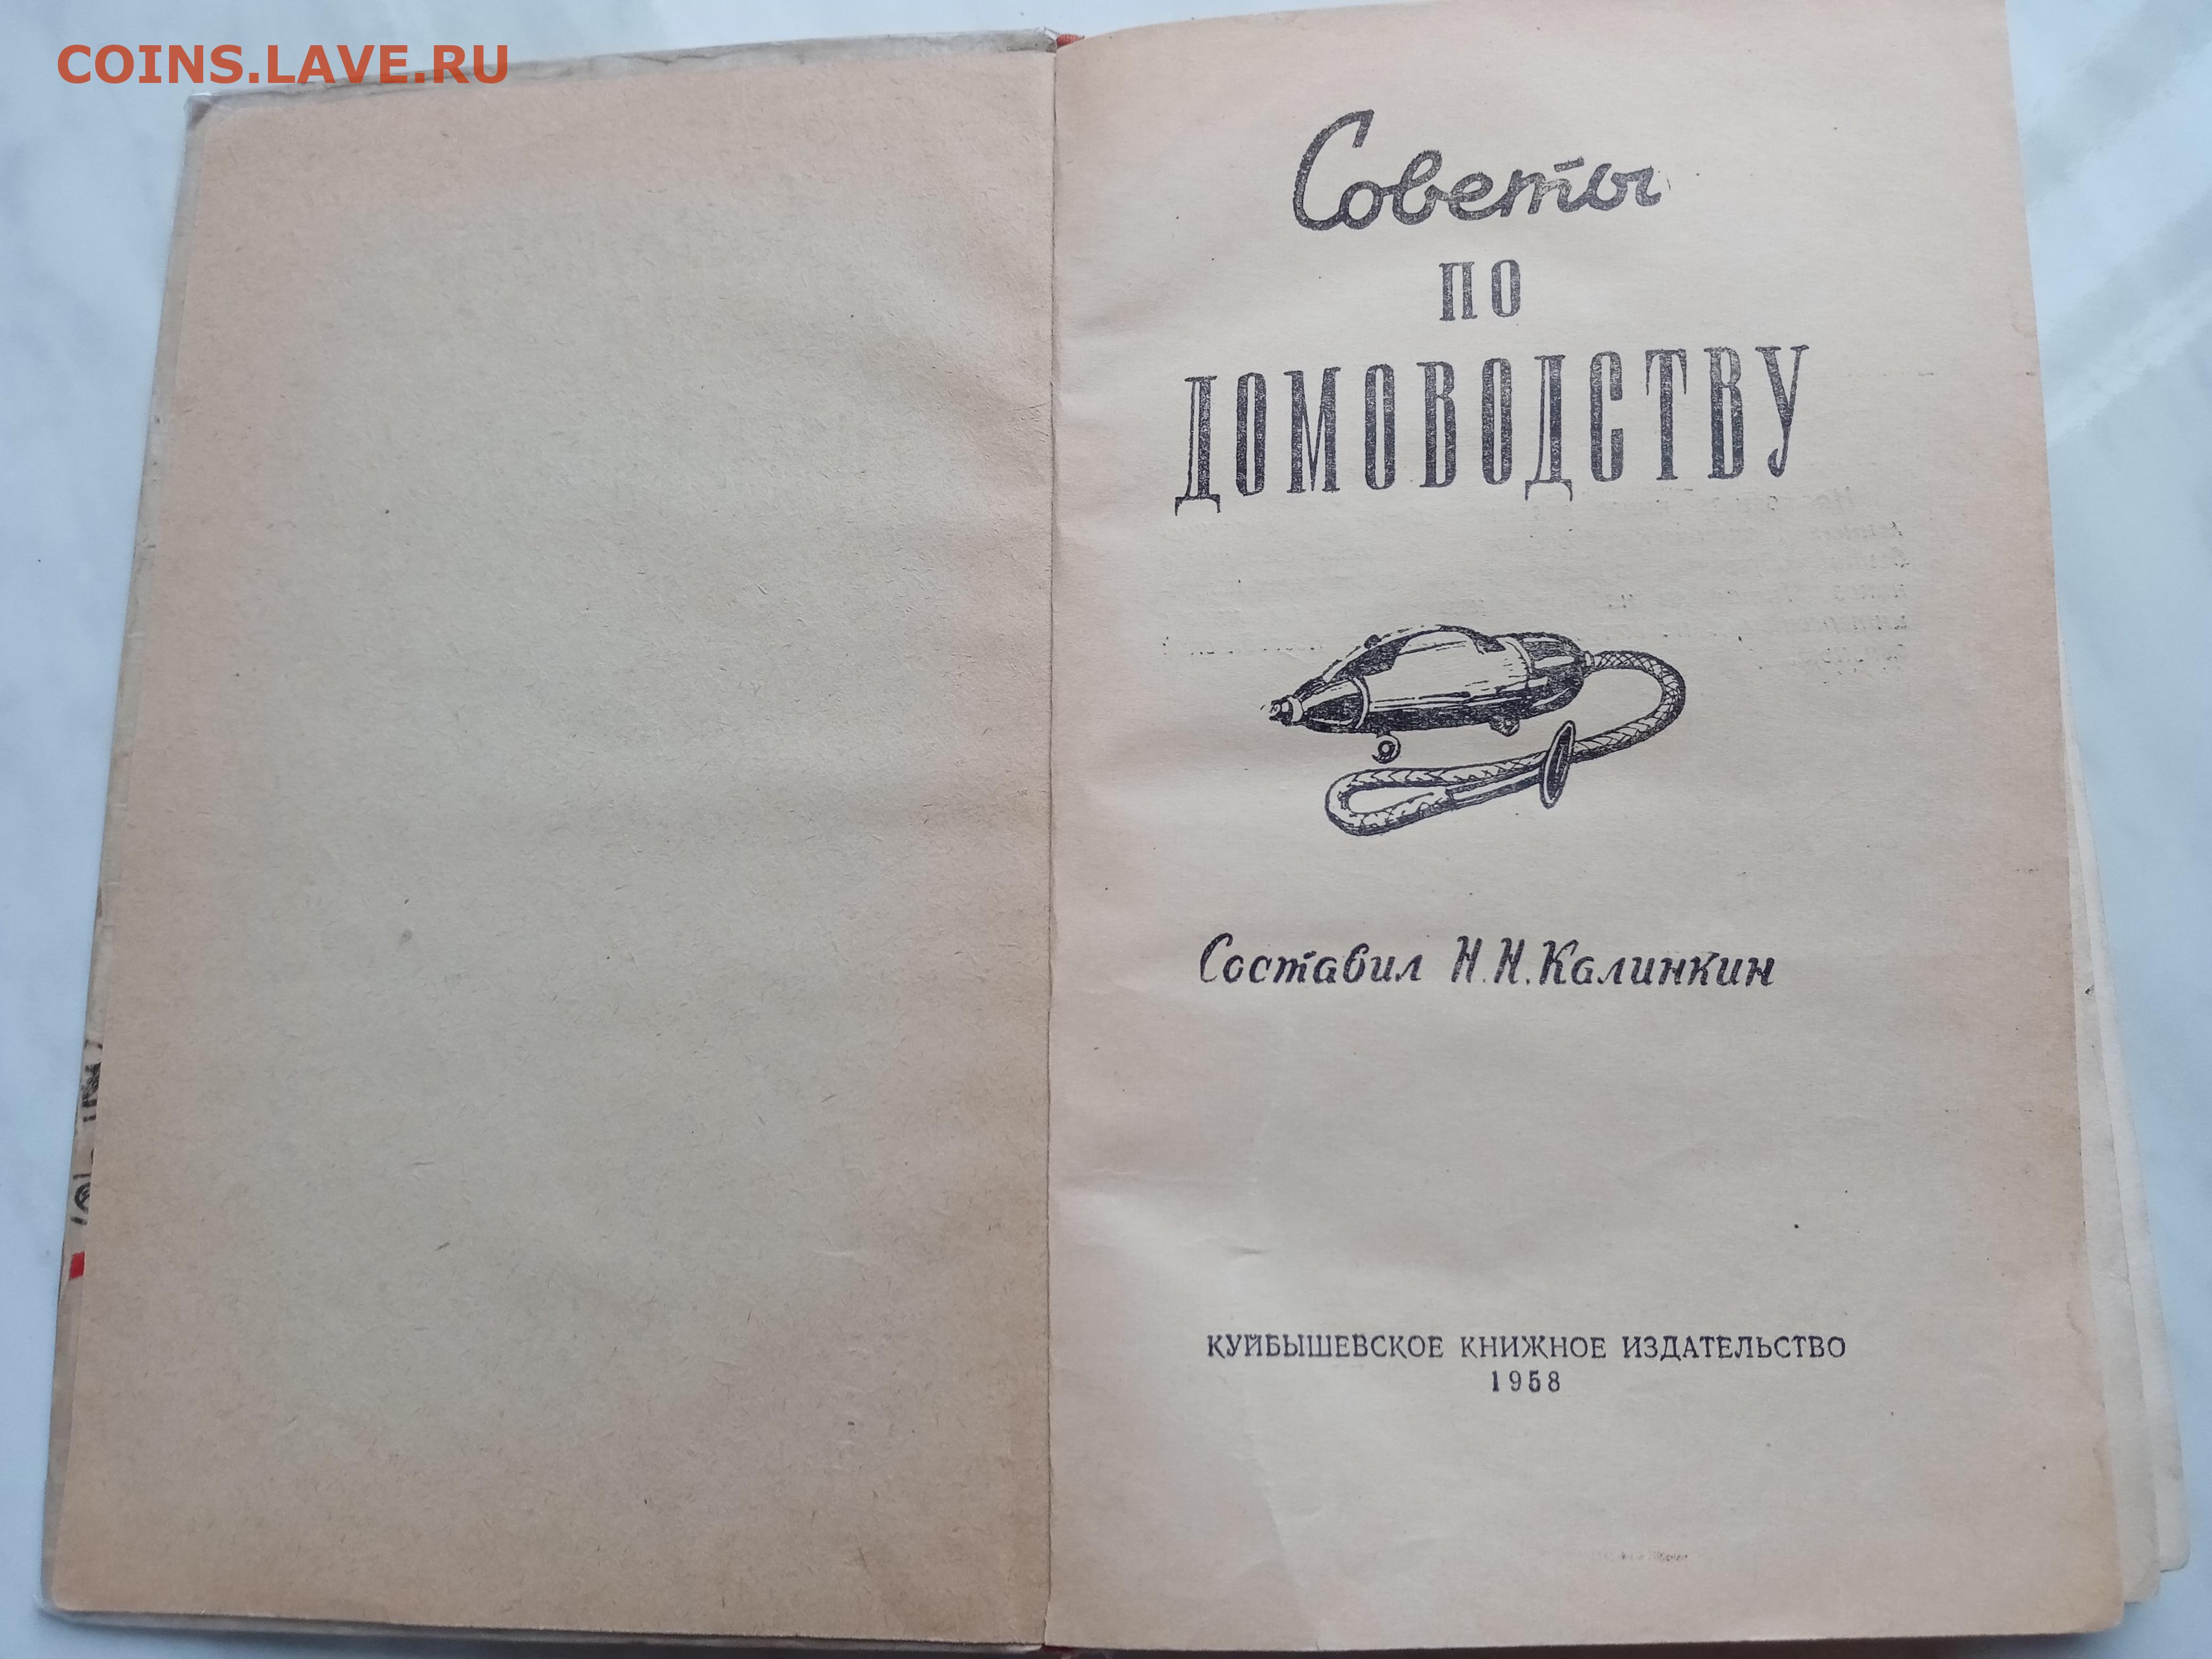 COINS.LAVE.RU
Советы
по
ДОМОВОДСТВУ
Составил Н.Н.Калинкин
КУЙБЫШЕВСКОЕ КНИЖНОЕ ИЗДАТЕЛЬСТВО
1958